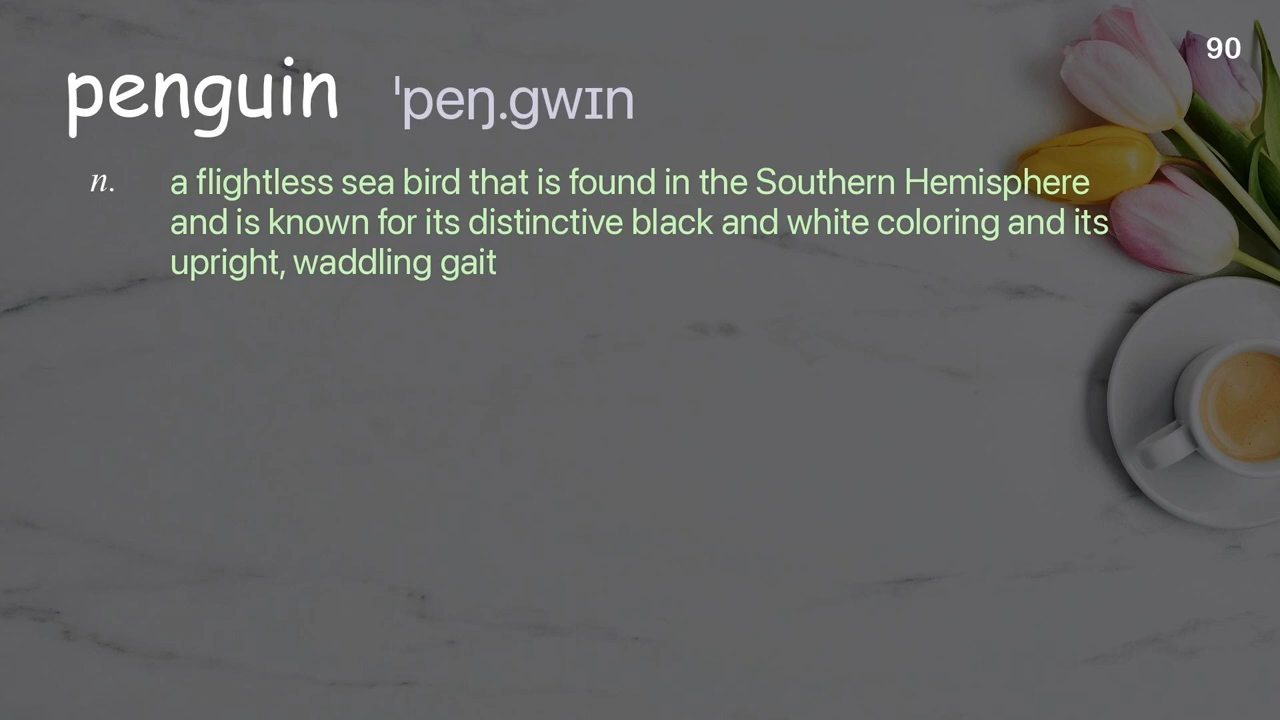 90
penguin ˈpeŋ.gwɪn
n. a flightless sea bird that is found in the Southern Hemisphere
and is known for its distinctive black and white coloring and its
upright, waddling gait